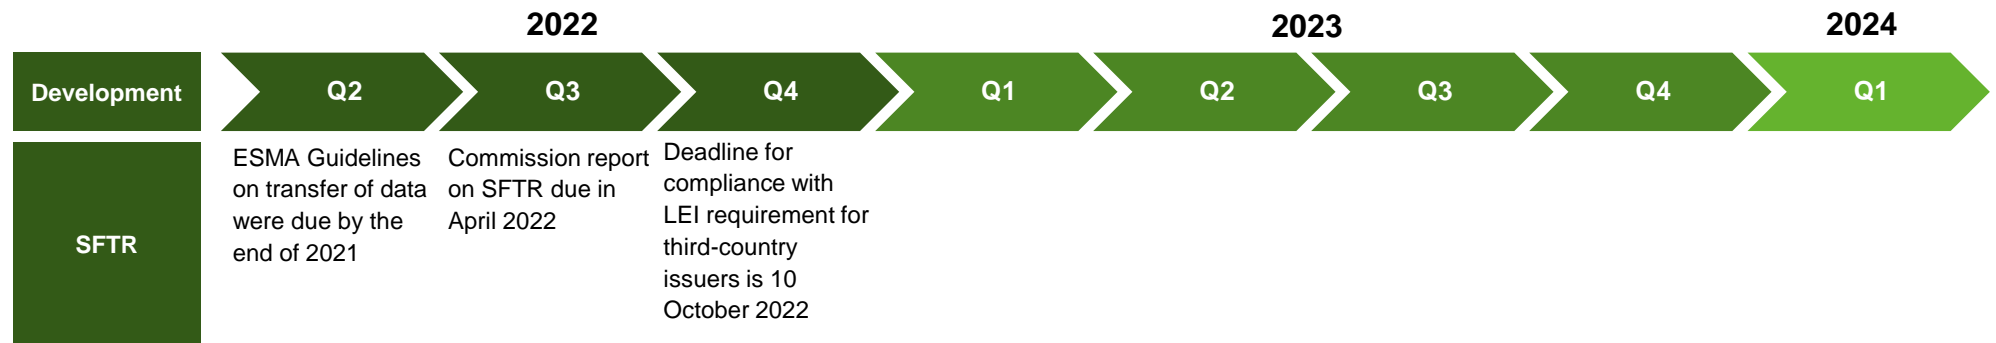 2022
2023
2024
Development
Q2
Q3
Q4
Q1
Q2
Q3
Q4
Q1
SFTR
ESMA Guidelines
on transfer of data
were due by the
end of 2021
Commission report
on SFTR due in
April 2022
Deadline for
compliance with
LEI requirement for
third-country
issuers is 10
October 2022